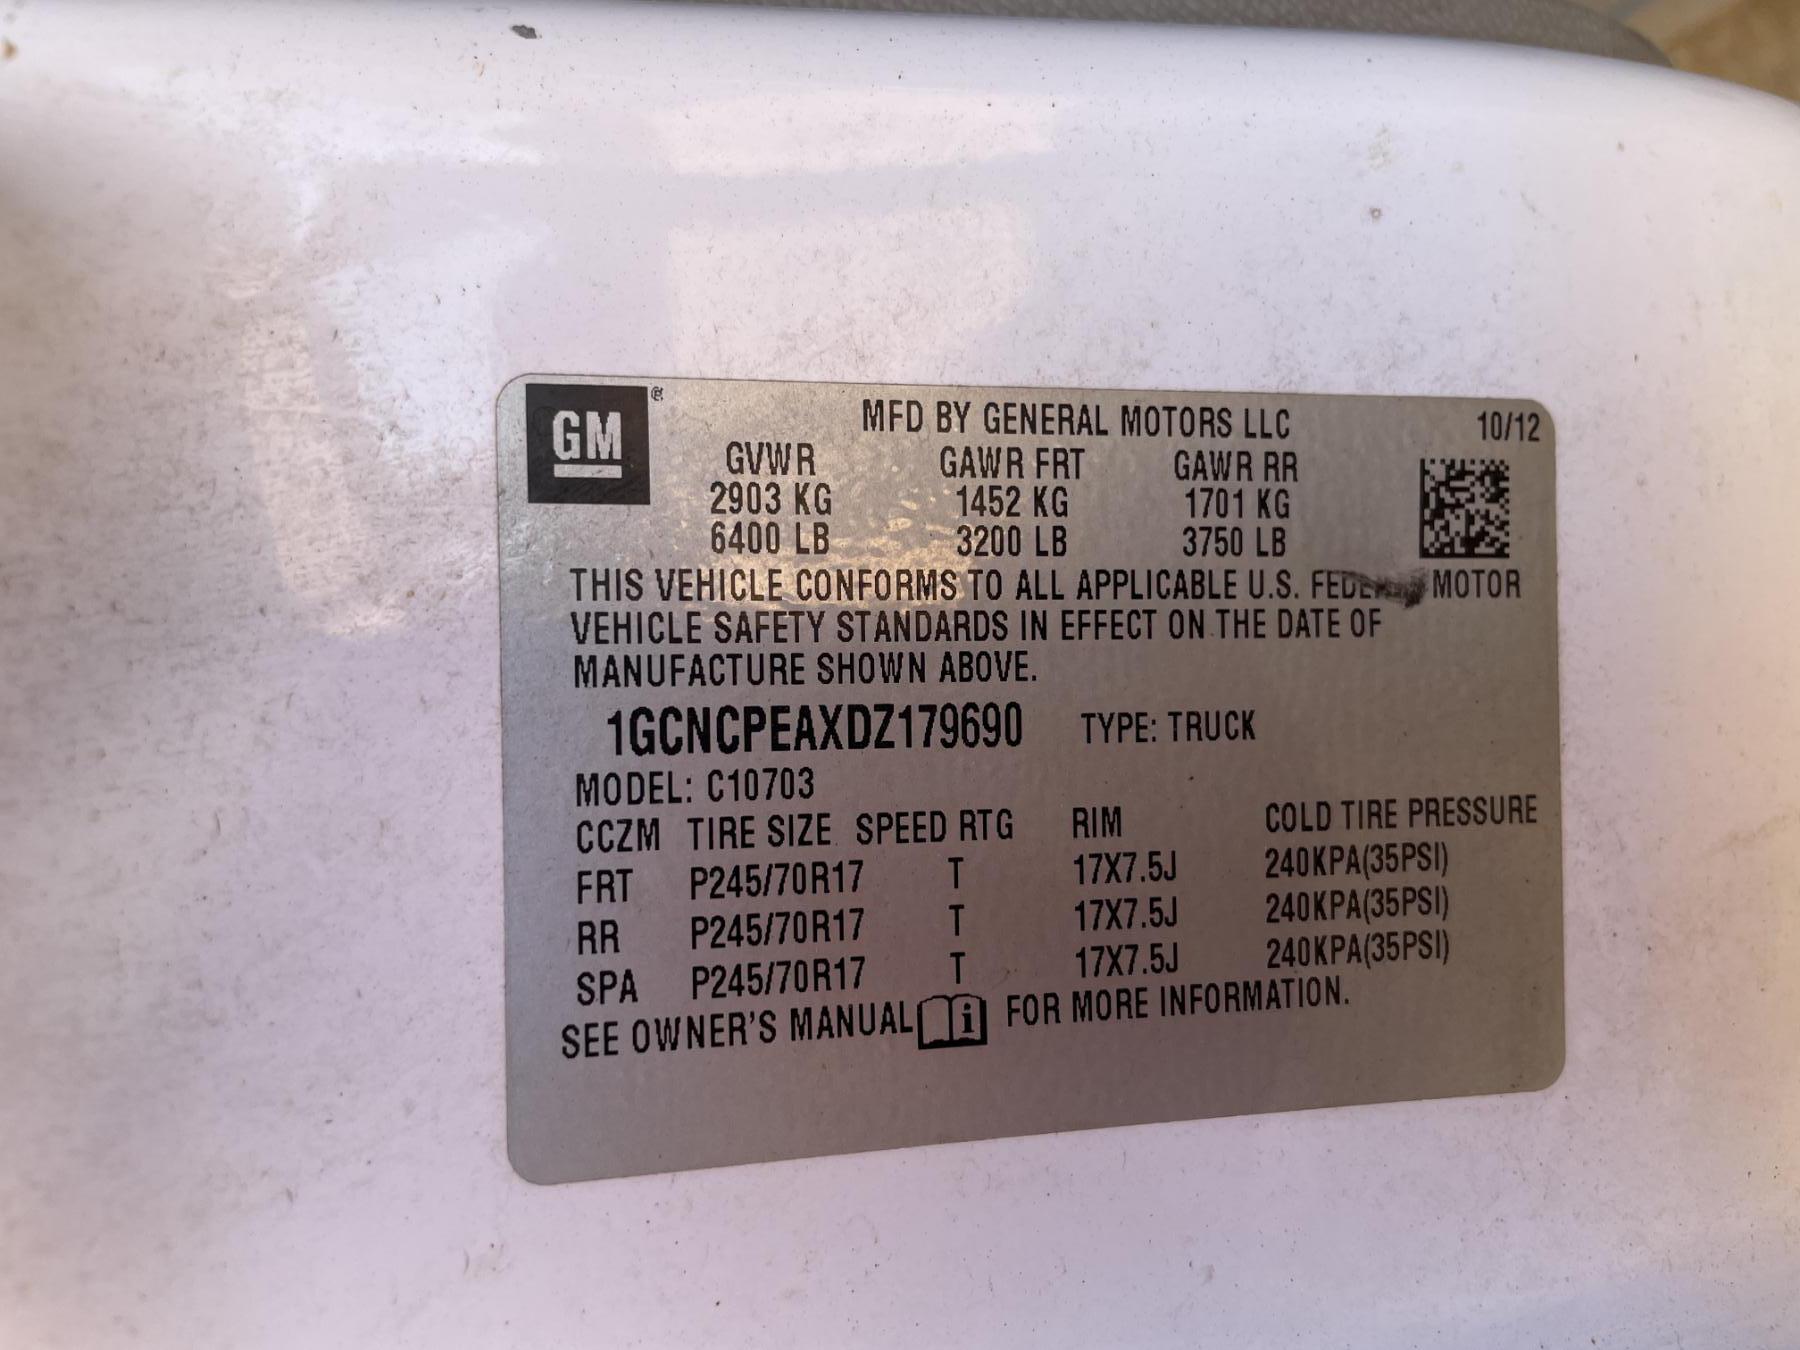 GM ®
MFD BY GENERAL MOTORS LLC 10/12
GVWR GAWR FRT GAWR RR
2903 KG 1452 KG 1701 KG
6400 LB 3200 LB 3750 LB
THIS VEHICLE CONFORMS TO ALL APPLICABLE U.S. MOTOR
VEHICLE SAFETY STANDARDS IN EFFECT ON THE DATE OF
MANUFACTURE SHOWN ABOVE.
1GCNCPEAXDZ179690 TYPE: TRUCK
MODEL: C10703
CCZM TIRE SIZE SPEED RTG RIM COLD TIRE PRESSURE
FRT P245/70R17 T 17X7.5J 240KPA(35PSI)
RR P245/70R17 T 17X7.5J 240KPA(35PSI)
SPA P245/70R17 T 17X7.5J 240KPA(35PSI)
SEE OWNER'S MANUAL i FOR MORE INFORMATION.